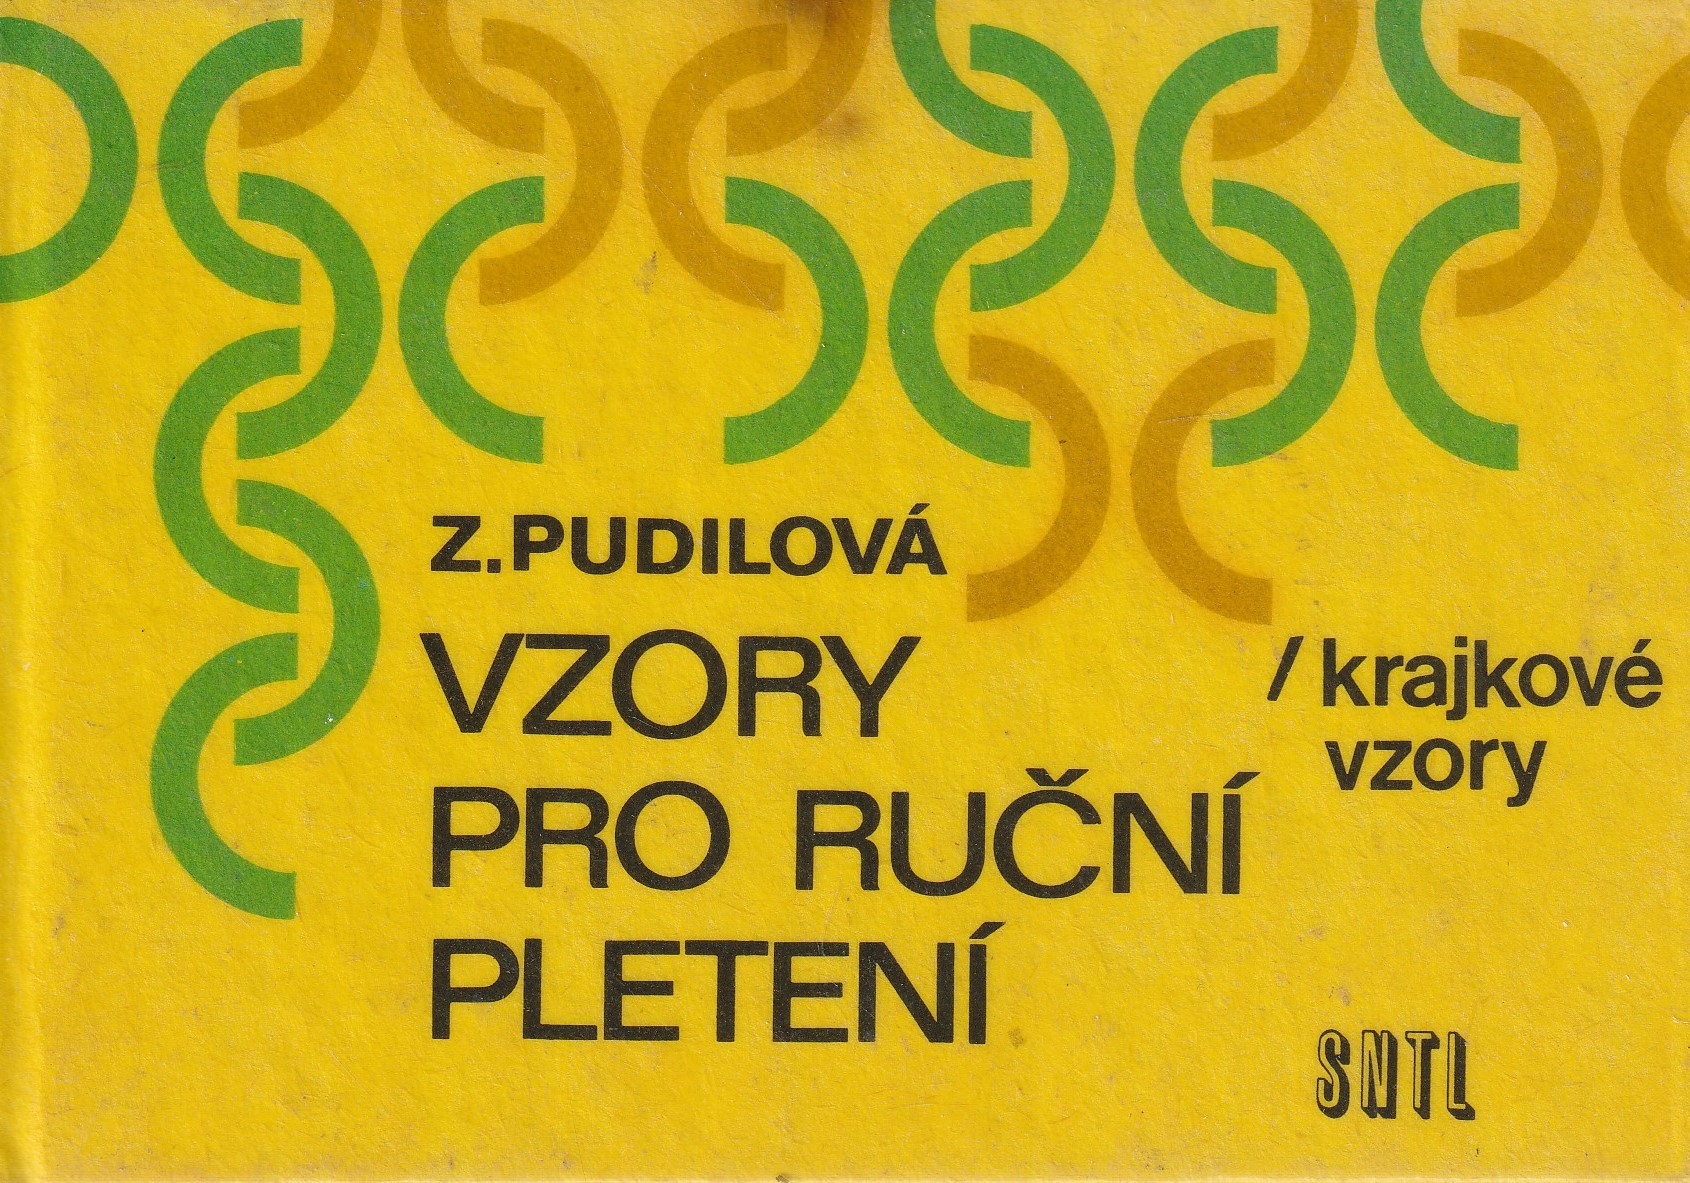 Z. PUDILOVÁ
VZORY
PRO RUČNÍ
PLETENÍ
/ krajkové
vzory
SNTL